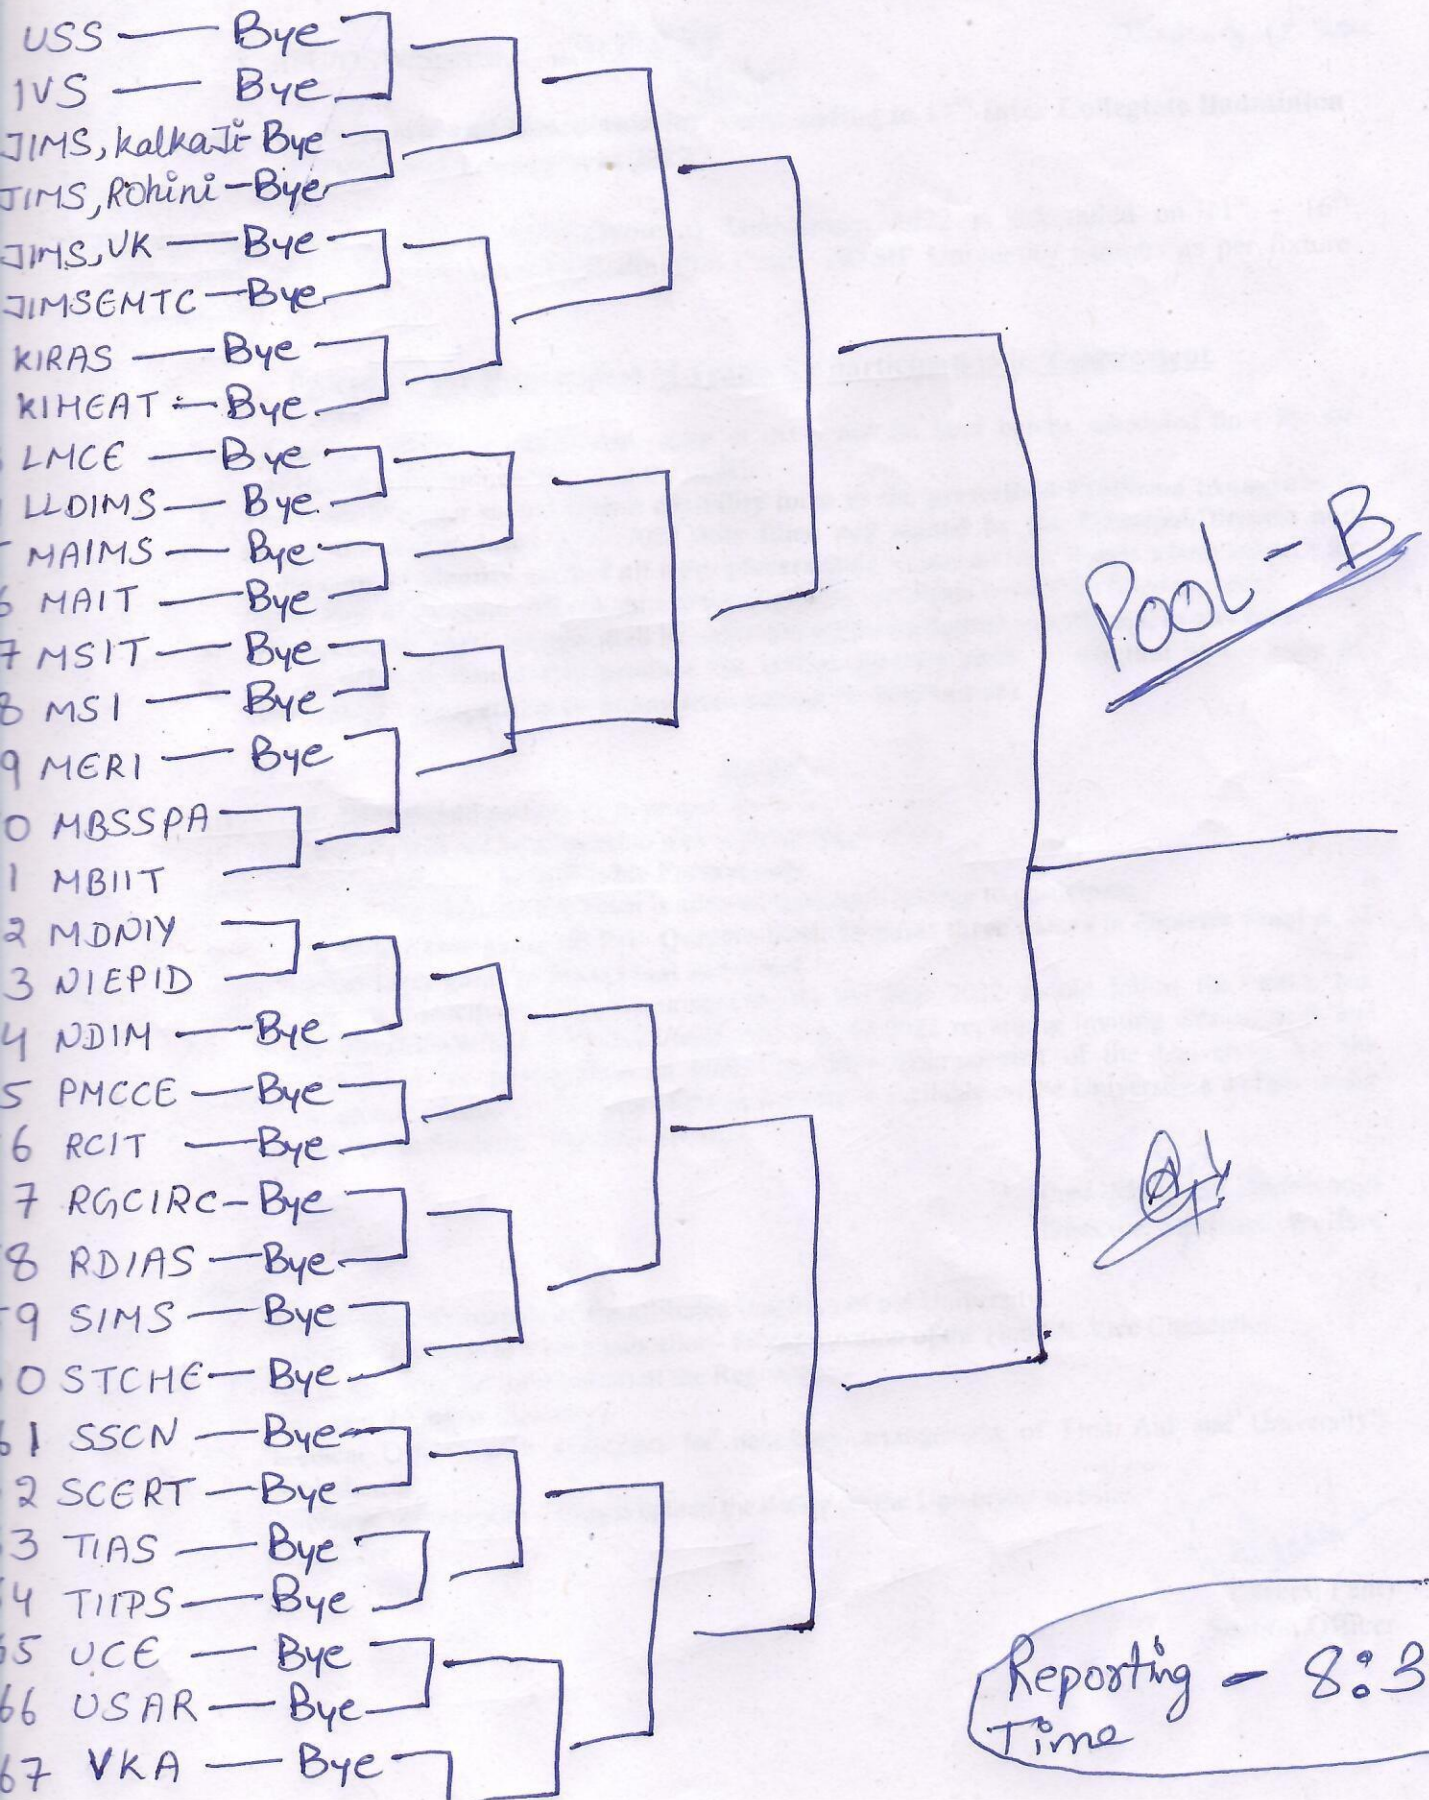 USS — Bye
IVS — Bye
JIMS, Kalkaji - Bye
JIMS, Rohini - Bye
JIMS, VK — Bye
JIMSEMTC — Bye
KIRAS — Bye
KIHEAT — Bye
LMCE — Bye
LLDIMS — Bye
MAIMS — Bye
6 MAIT — Bye
7 MSIT — Bye
8 MSI — Bye
9 MERI — Bye
0 MBSSPA
1 MBIIT
2 MDNIY
3 NIEPID
4 NDIM — Bye
5 PMCCE — Bye
6 RCIT — Bye
7 RGCIRC - Bye
8 RDIAS — Bye
9 SIMS — Bye
0 STCHE — Bye
61 SSCN — Bye
2 SCERT — Bye
3 TIAS — Bye
4 TIIPS — Bye
65 UCE — Bye
66 USAR — Bye
67 VKA — Bye
Pool - B
Reporting - 8:3
Time